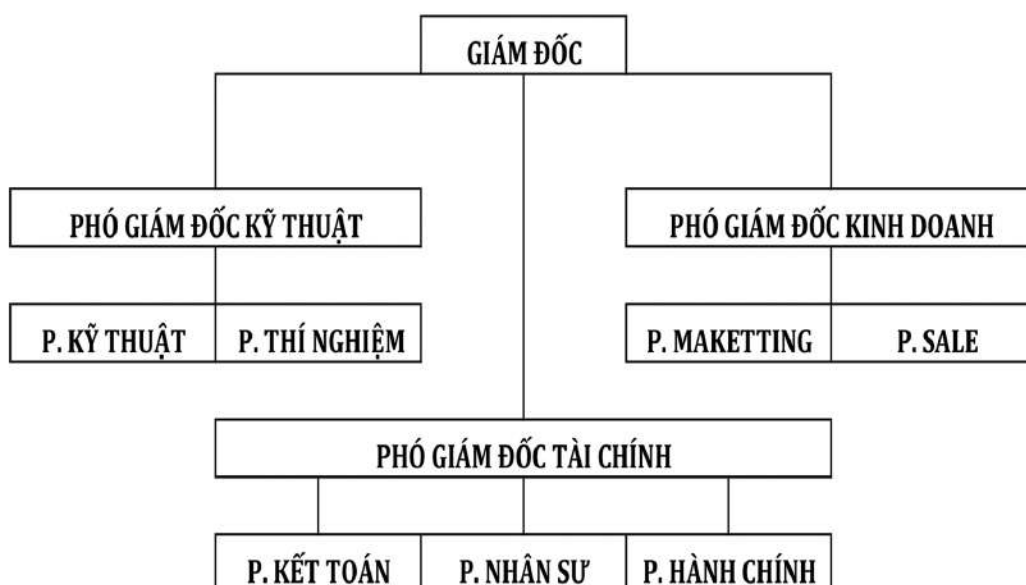 GIÁM ĐỐC
PHÓ GIÁM ĐỐC KỸ THUẬT
PHÓ GIÁM ĐỐC KINH DOANH
P. KỸ THUẬT
P. THÍ NGHIỆM
P. MAKETTING
P. SALE
PHÓ GIÁM ĐỐC TÀI CHÍNH
P. KẾT TOÁN
P. NHÂN SƯ
P. HÀNH CHÍNH